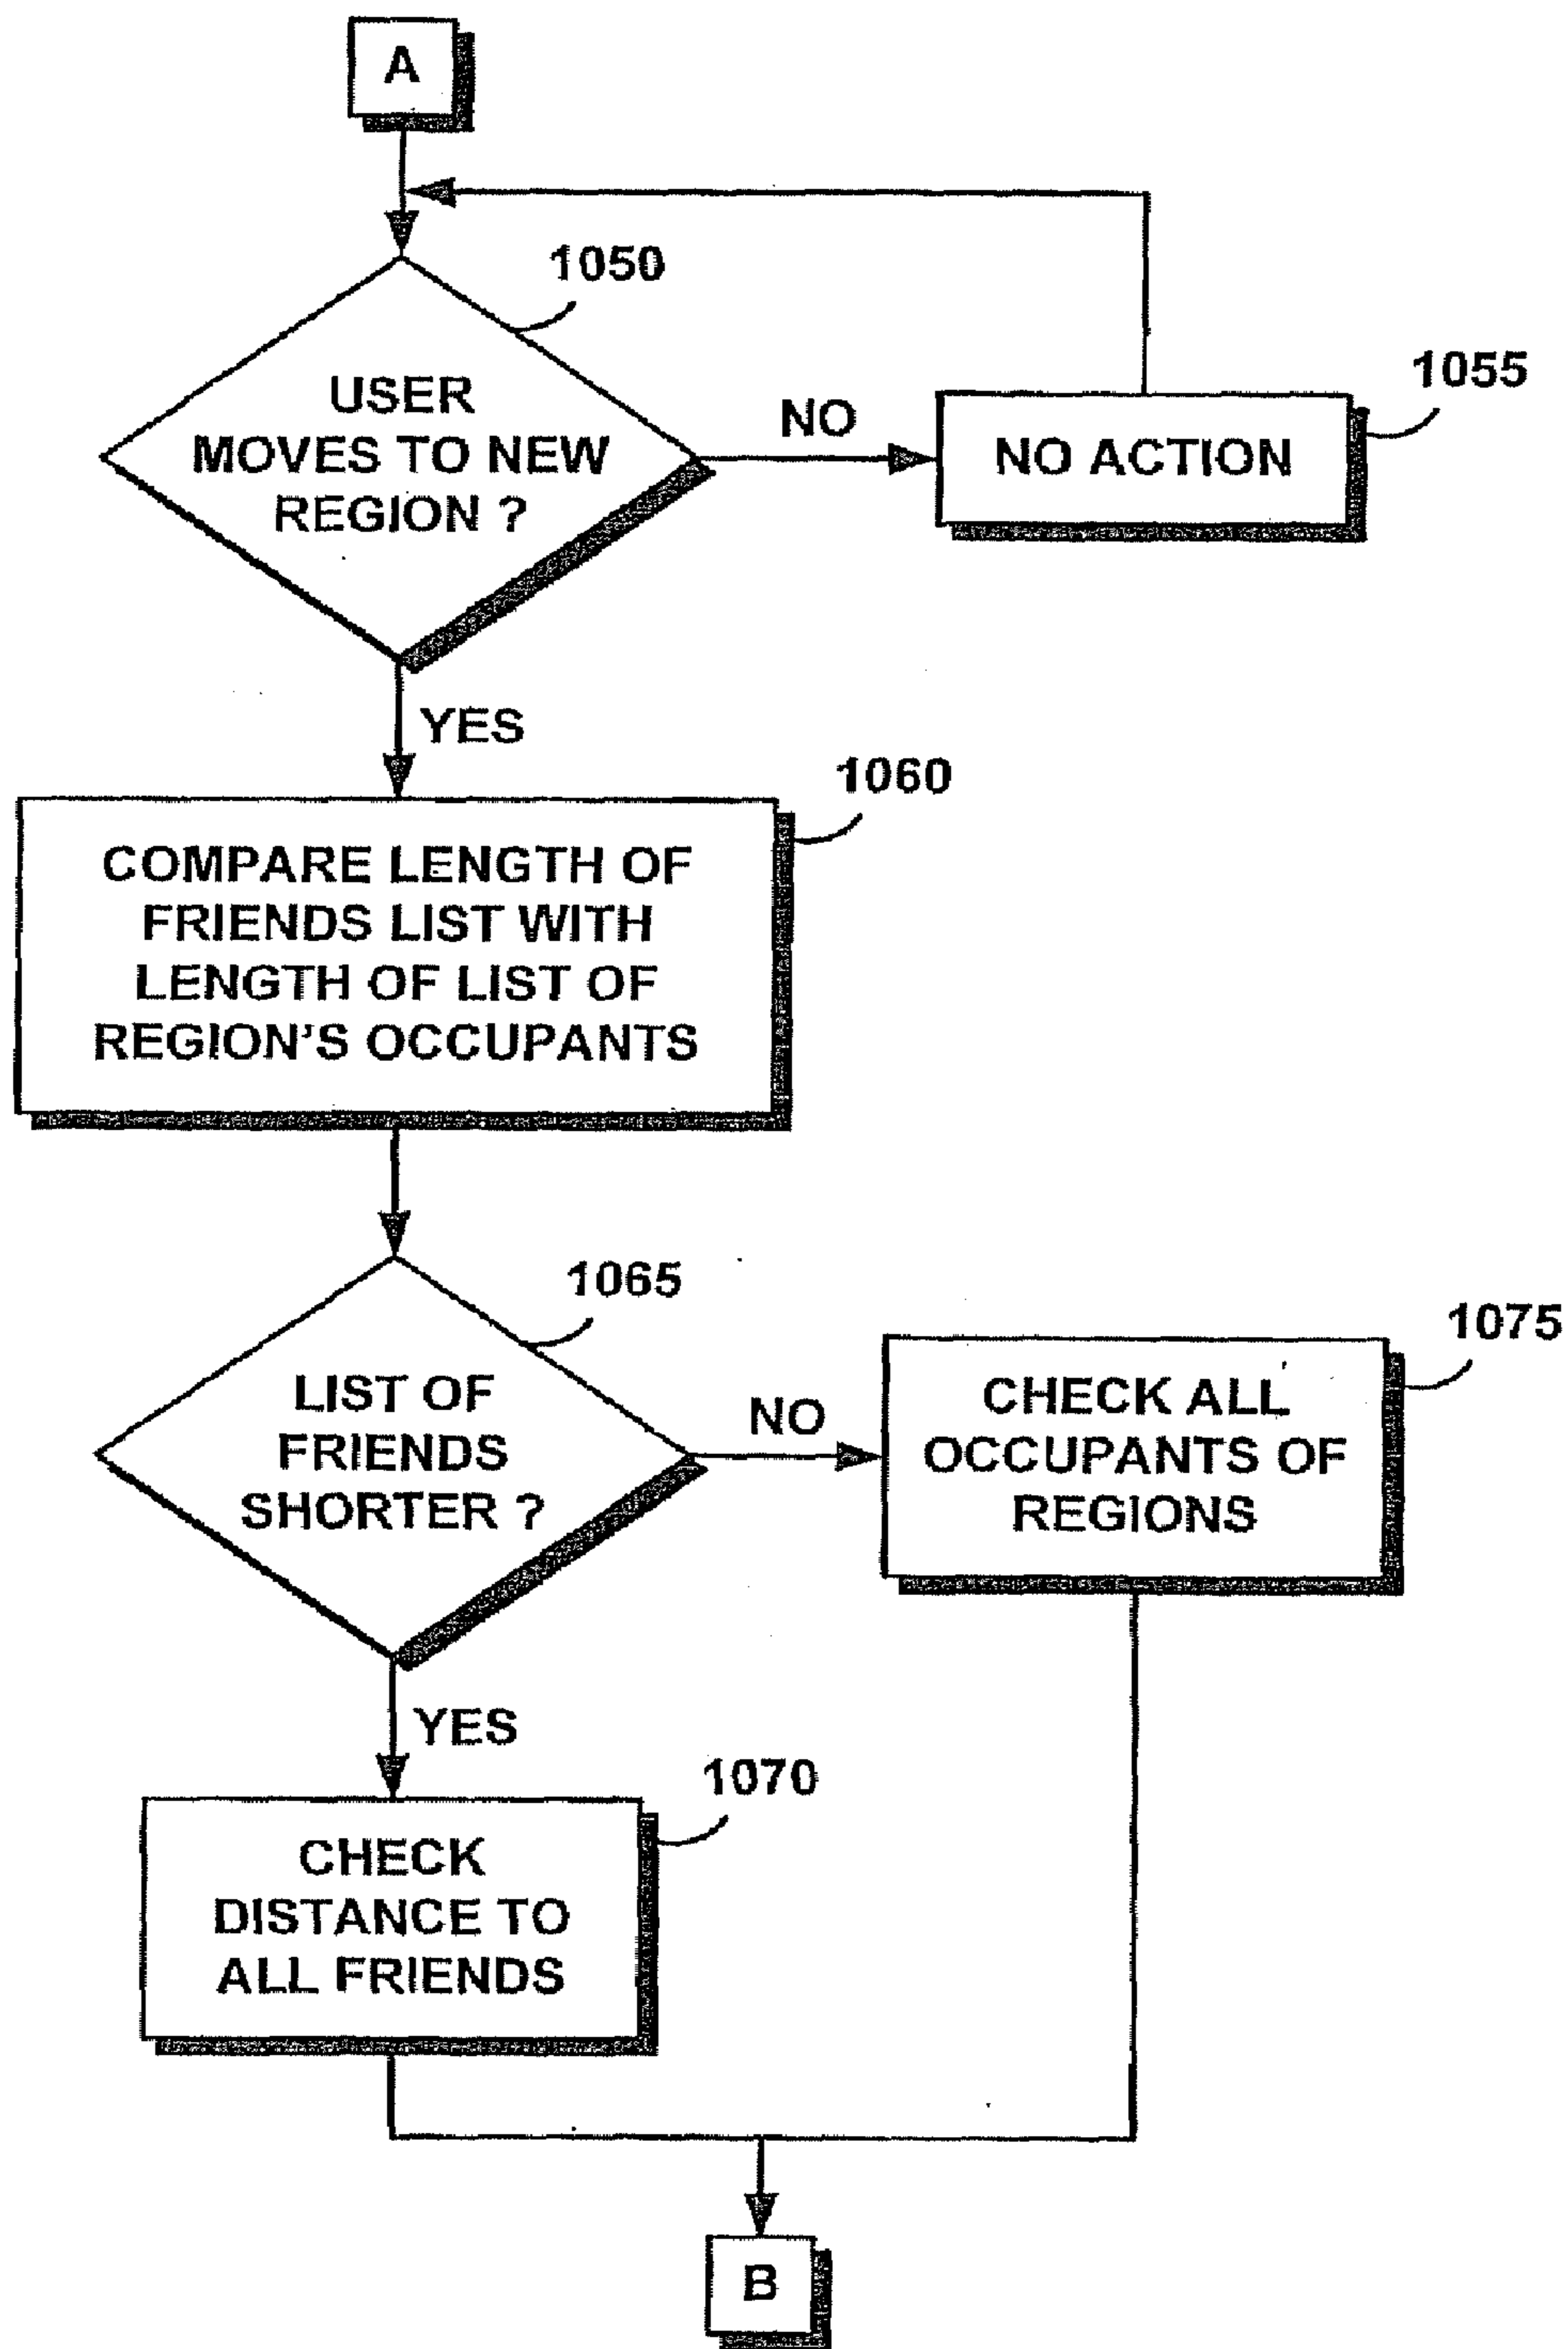 A
1050
USER
MOVES TO NEW
REGION ?
NO
1055
NO ACTION
YES
1060
COMPARE LENGTH OF
FRIENDS LIST WITH
LENGTH OF LIST OF
REGION'S OCCUPANTS
1065
LIST OF
FRIENDS
SHORTER ?
NO
1075
CHECK ALL
OCCUPANTS OF
REGIONS
YES
1070
CHECK
DISTANCE TO
ALL FRIENDS
B